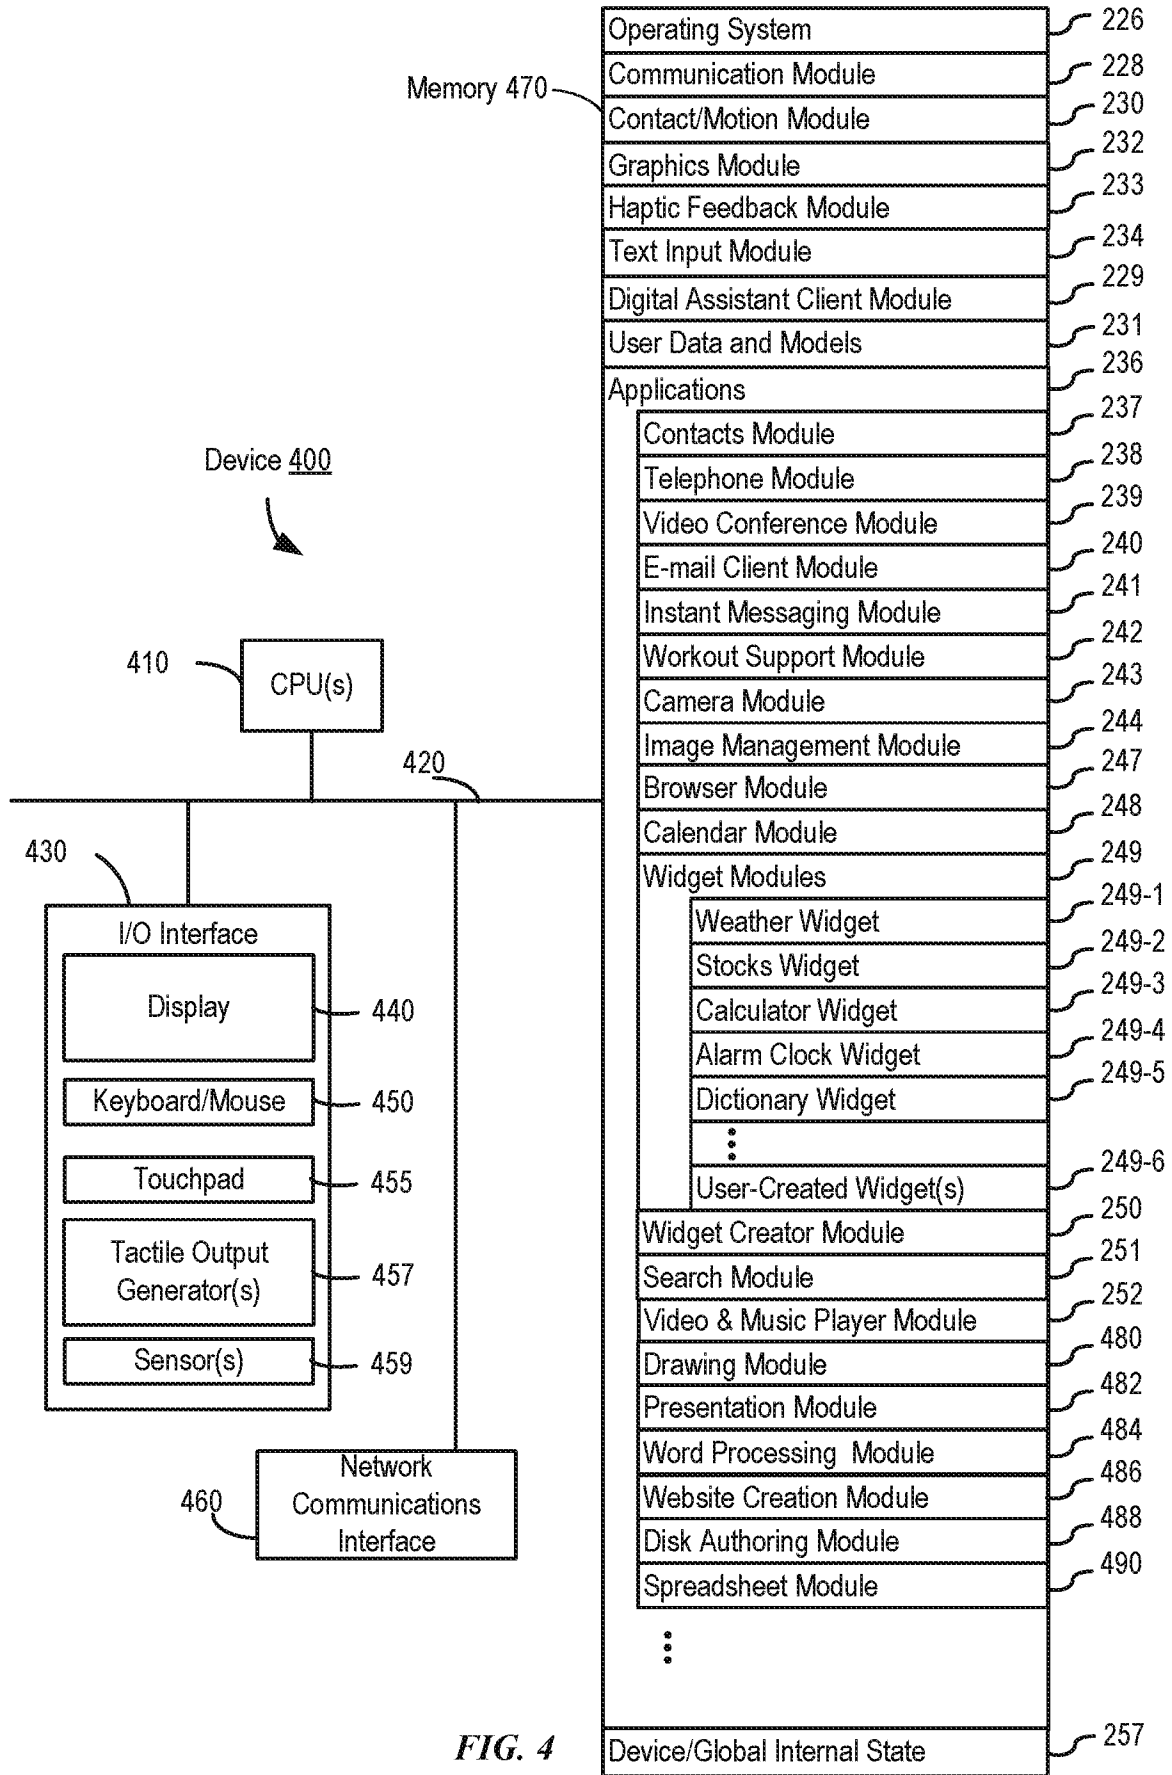 Operating System 226
Communication Module 228
Memory 470
Contact/Motion Module 230
Graphics Module 232
Haptic Feedback Module 233
Text Input Module 234
Digital Assistant Client Module 229
User Data and Models 231
Applications 236
Contacts Module 237
Telephone Module 238
Video Conference Module 239
E-mail Client Module 240
Instant Messaging Module 241
Workout Support Module 242
Camera Module 243
Image Management Module 244
Browser Module 247
Calendar Module 248
Widget Modules 249
Weather Widget 249-1
Stocks Widget 249-2
Calculator Widget 249-3
Alarm Clock Widget 249-4
Dictionary Widget 249-5
User-Created Widget(s) 249-6
Widget Creator Module 250
Search Module 251
Video & Music Player Module 252
Drawing Module 480
Presentation Module 482
Word Processing Module 484
Website Creation Module 486
Disk Authoring Module 488
Spreadsheet Module 490
Device/Global Internal State 257
Device 400
410
CPU(s)
420
430
I/O Interface
Display 440
Keyboard/Mouse 450
Touchpad 455
Tactile Output
Generator(s) 457
Sensor(s) 459
460
Network
Communications
Interface
FIG. 4